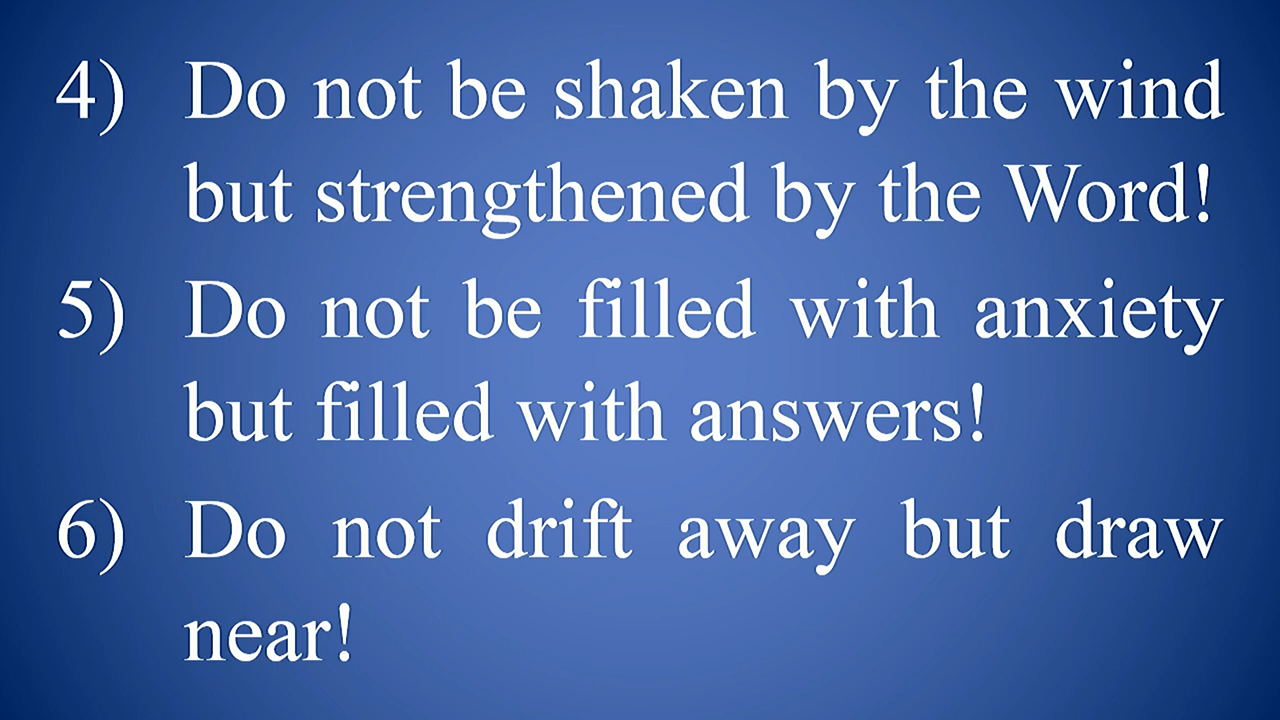 4) Do not be shaken by the wind
but strengthened by the Word!
5) Do not be filled with anxiety
but filled with answers!
6) Do not drift away but draw
near!